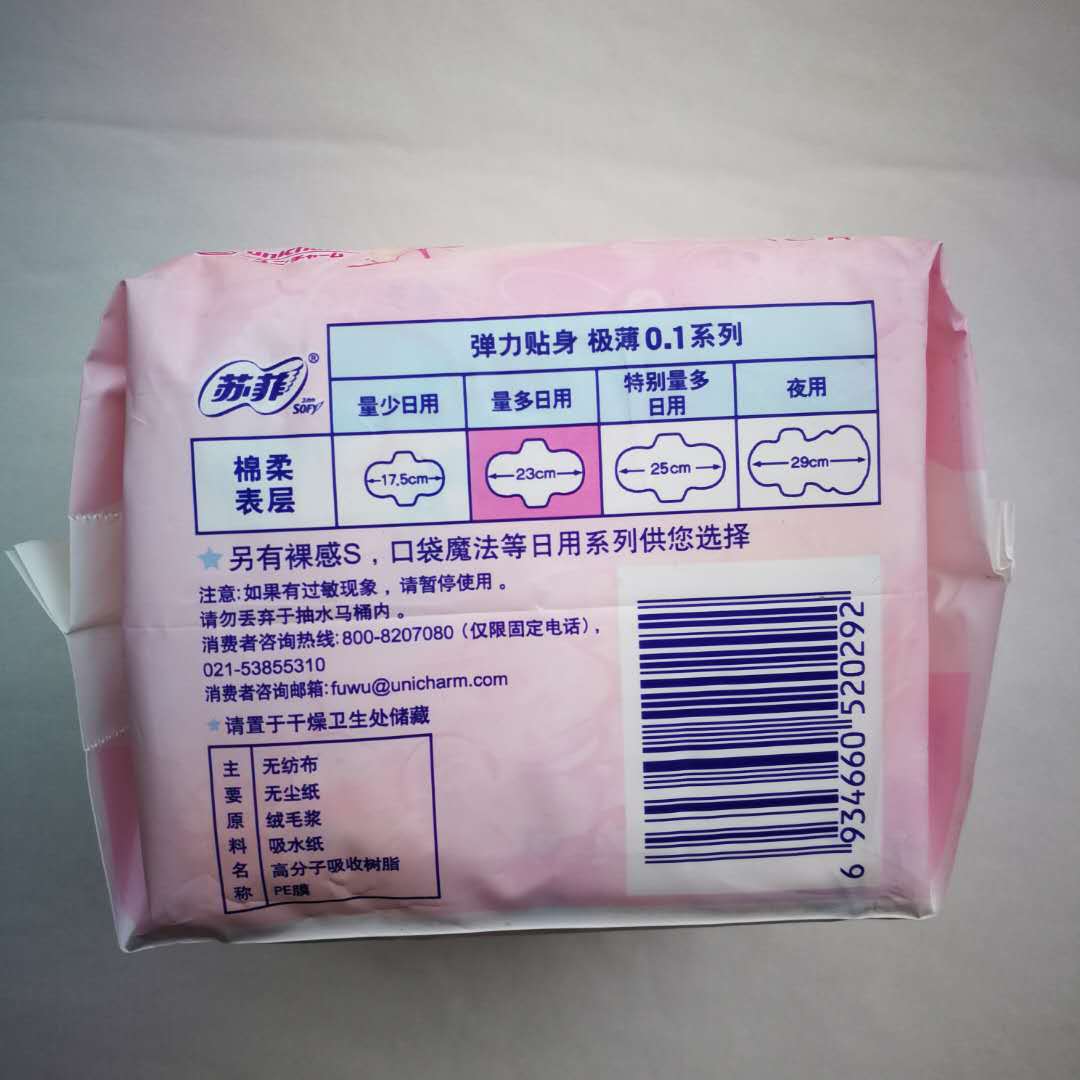 ユニ・チャーム
弹力贴身 极薄0.1系列
苏菲®
SOFY
量少日用 量多日用 特别量多日用 夜用
棉柔表层 17.5cm 23cm 25cm 29cm
另有裸感S，口袋魔法等日用系列供您选择
注意:如果有过敏现象，请暂停使用。
请勿丢弃于抽水马桶内。
消费者咨询热线:800-8207080（仅限固定电话），
021-53855310
消费者咨询邮箱:fuwu@unicharm.com
请置于干燥卫生处储藏
主要原料名称
无纺布
无尘纸
绒毛浆
吸水纸
高分子吸收树脂
PE膜
6 934660 520292